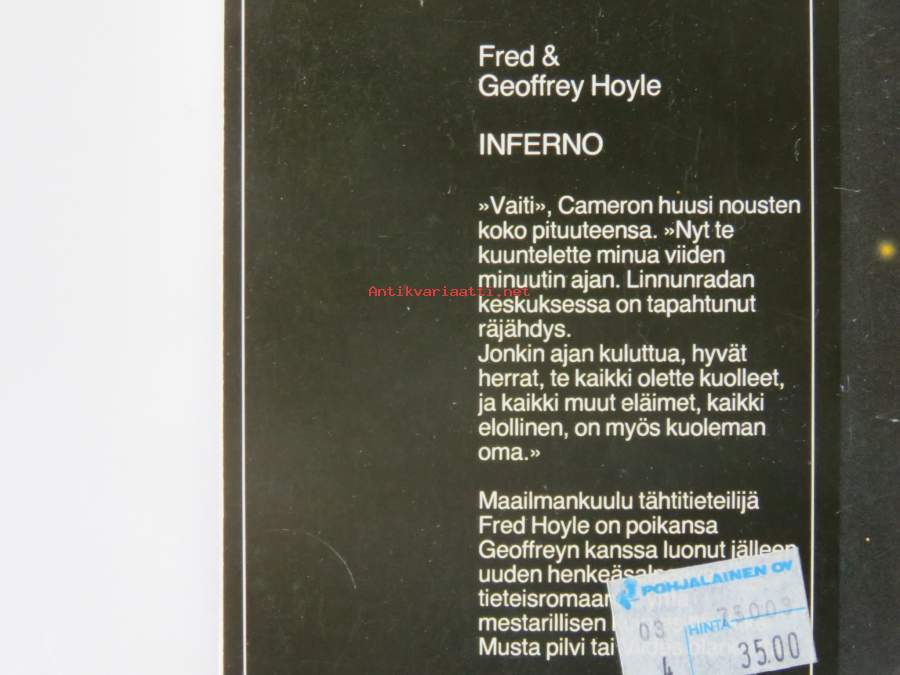 Fred &
Geoffrey Hoyle
INFERNO
»Vaiti», Cameron huusi nousten
koko pituuteensa. »Nyt te
kuuntelette minua viiden
minuutin ajan. Linnunradan
Antikvariaatti.net
keskuksessa on tapahtunut
räjähdys.
Jonkin ajan kuluttua, hyvät
herrat, te kaikki olette kuolleet,
ja kaikki muut eläimet, kaikki
elollinen, on myös kuoleman
oma.»
Maailmankuulu tähtitieteilijä
Fred Hoyle on poikansa
Geoffreyn kanssa luonut jälleen
uuden
tieteisromaan
mestarillisen
Musta pilvi tai
POHJALAINEN OY
03 HINTA 75009
4 35.00